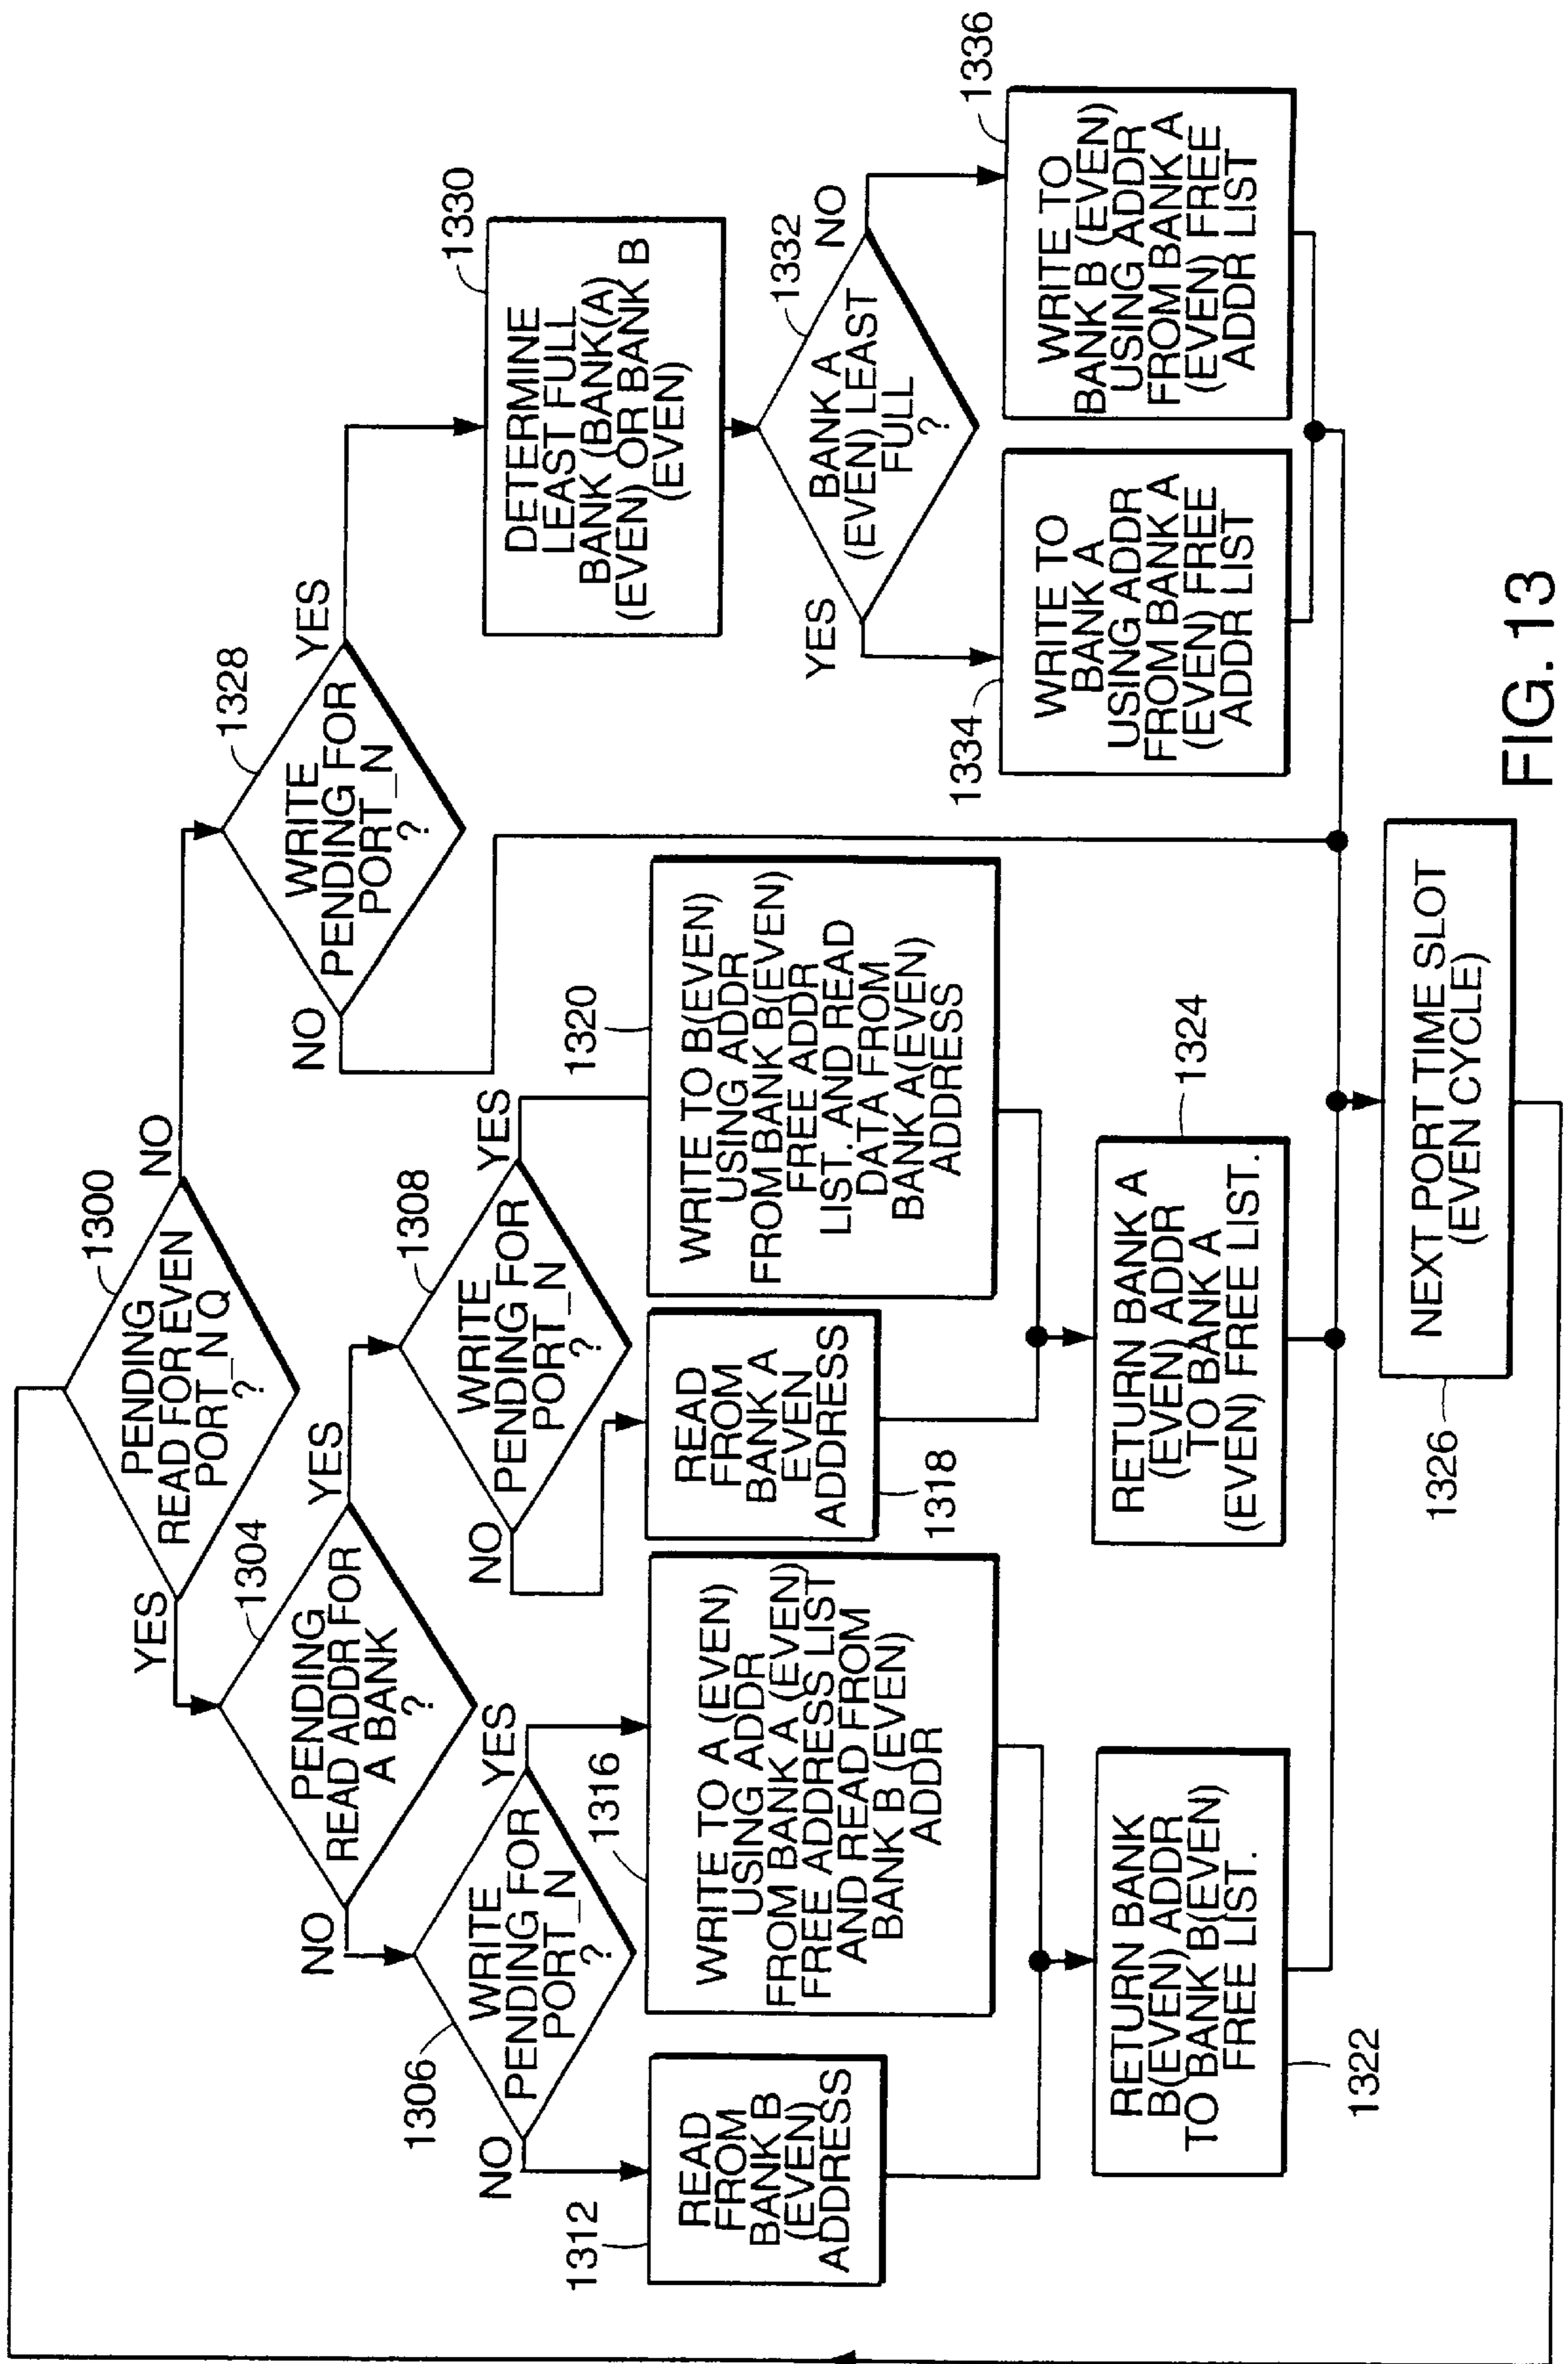 1300
PENDING
READ FOR EVEN
PORT_N Q
?
YES
NO
1304
PENDING
READ ADDR FOR
A BANK
?
NO
YES
1328
WRITE
PENDING FOR
PORT_N
?
NO
YES
1306
WRITE
PENDING FOR
PORT_N
?
NO
YES
1308
WRITE
PENDING FOR
PORT_N
?
NO
YES
1330
DETERMINE
LEAST FULL
BANK (BANK(A)
(EVEN) OR BANK B
(EVEN)
1312
READ
FROM
BANK B
(EVEN)
ADDRESS
1316
WRITE TO A (EVEN)
USING ADDR
FROM BANK A (EVEN)
FREE ADDRESS LIST
AND READ FROM
BANK B (EVEN)
ADDR
READ
FROM
BANK A
EVEN
ADDRESS
1318
1320
WRITE TO B(EVEN)
USING ADDR
FROM BANK B(EVEN)
FREE ADDR
LIST. AND READ
DATA FROM
BANK A(EVEN)
ADDRESS
1332
BANK A
(EVEN) LEAST
FULL
?
YES
NO
1334
WRITE TO
BANK A
USING ADDR
FROM BANK A
(EVEN) FREE
ADDR LIST
1336
WRITE TO
BANK B (EVEN)
USING ADDR
FROM BANK A
(EVEN) FREE
ADDR LIST
RETURN BANK
B(EVEN) ADDR
TO BANK B(EVEN)
FREE LIST.
1322
1324
RETURN BANK A
(EVEN) ADDR
TO BANK A
(EVEN) FREE LIST.
1326
NEXT PORT TIME SLOT
(EVEN CYCLE)
FIG. 13